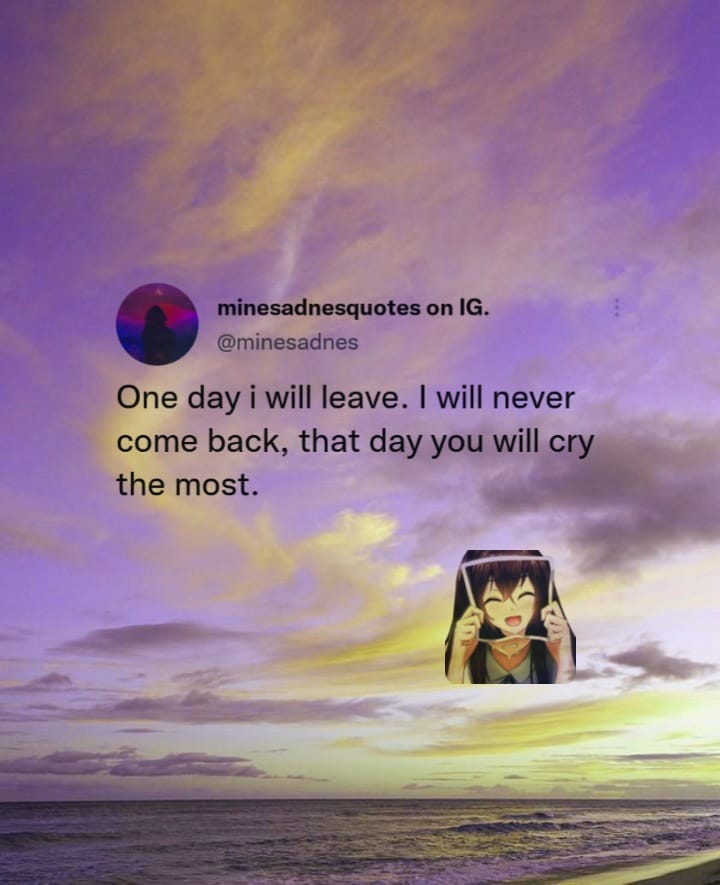 minesadnesquotes on IG.
@minesadnes
One day i will leave. I will never
come back, that day you will cry
the most.